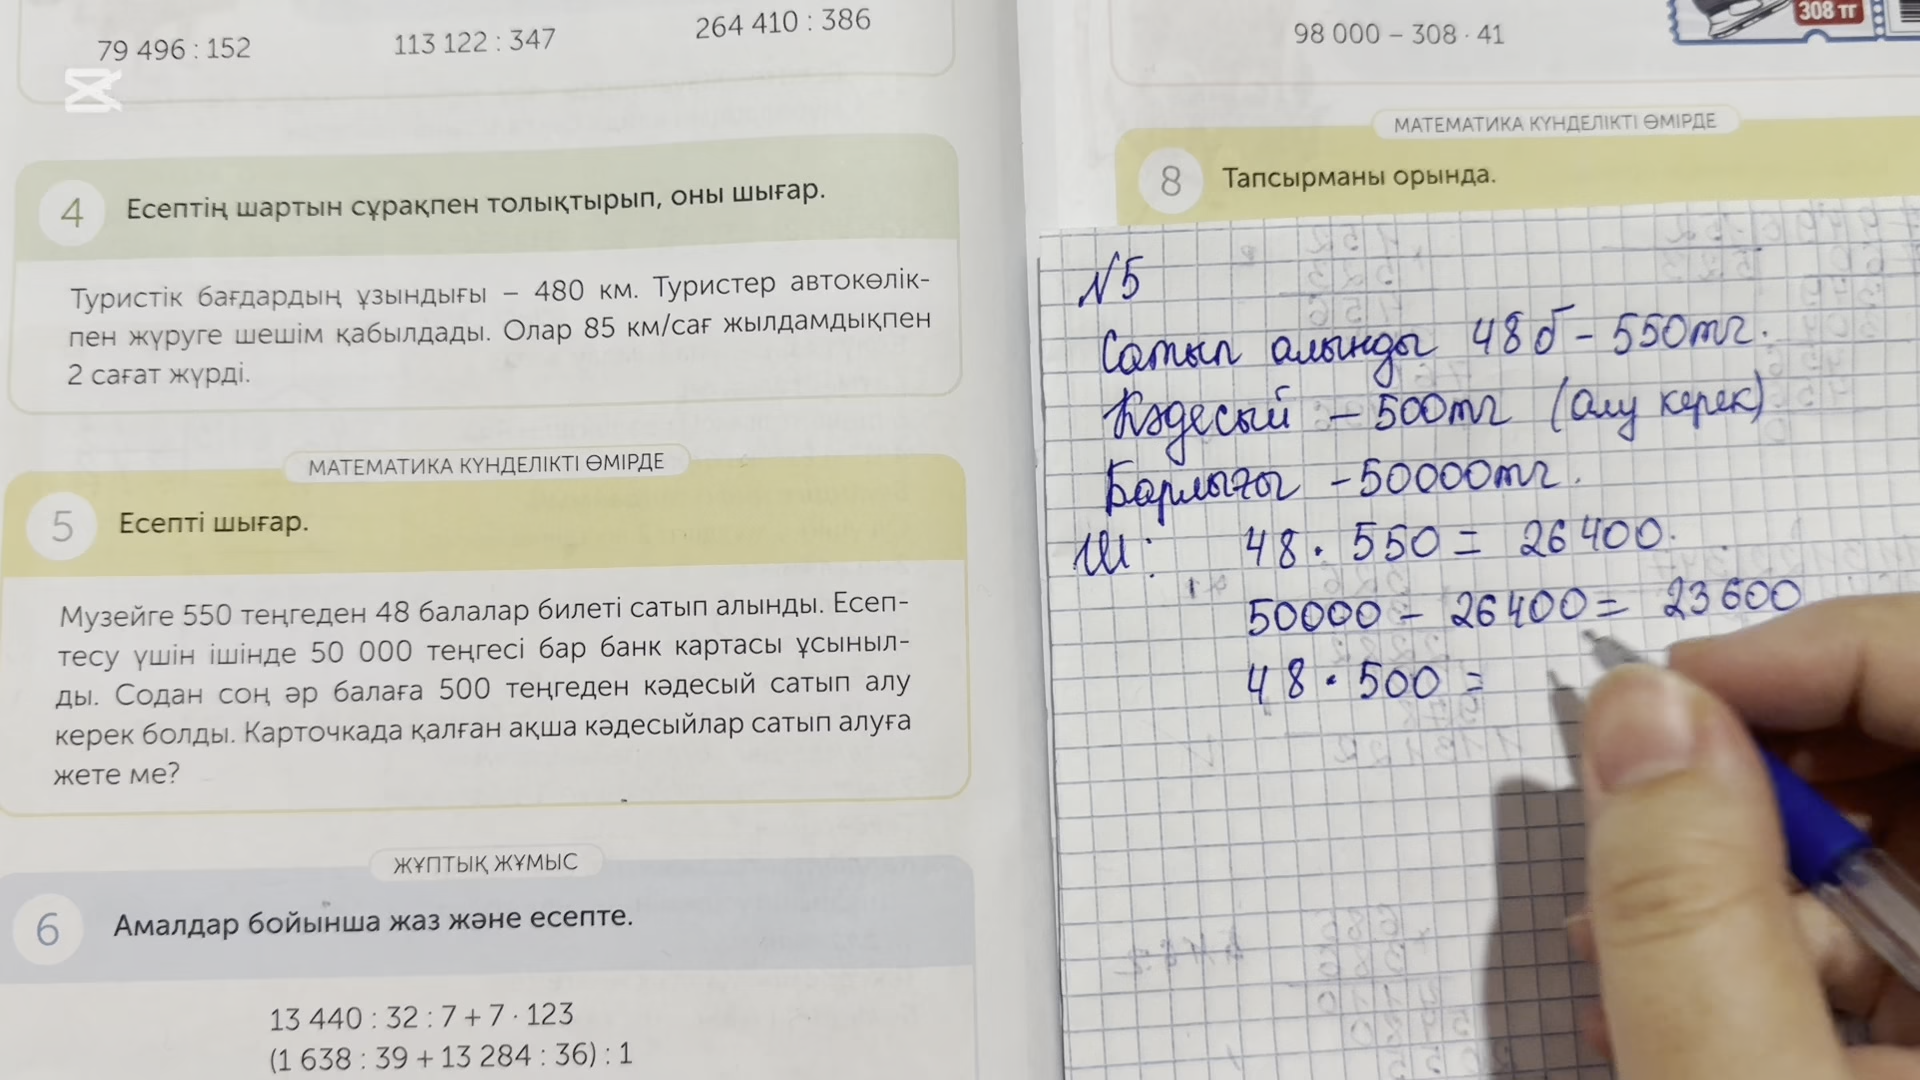 79 496 : 152
113 122 : 347
264 410 : 386
4 Есептің шартын сұрақпен толықтырып, оны шығар.
Туристік бағдардың ұзындығы – 480 км. Туристер автокөлік-
пен жүруге шешім қабылдады. Олар 85 км/сағ жылдамдықпен
2 сағат жүрді.
МАТЕМАТИКА КҮНДЕЛІКТІ ӨМІРДЕ
5 Есепті шығар.
Музейге 550 теңгеден 48 балалар билеті сатып алынды. Есеп-
тесу үшін ішінде 50 000 теңгесі бар банк картасы ұсыныл-
ды. Содан соң әр балаға 500 теңгеден кәдесый сатып алу
керек болды. Карточкада қалған ақша кәдесыйлар сатып алуға
жете ме?
ЖҰПТЫҚ ЖҰМЫС
6 Амалдар бойынша жаз және есепте.
13 440 : 32 : 7 + 7 · 123
(1 638 : 39 + 13 284 : 36) : 1
98 000 – 308 · 41
308 тг
МАТЕМАТИКА КҮНДЕЛІКТІ ӨМІРДЕ
8 Тапсырманы орында.
№5
Сатып алынды 48б – 550тг.
Кәдесый – 500тг (алу керек)
Барлығы – 50000тг.
Ш: 48 · 550 = 26 400.
50000 – 26400 = 23 600
48 · 500 =